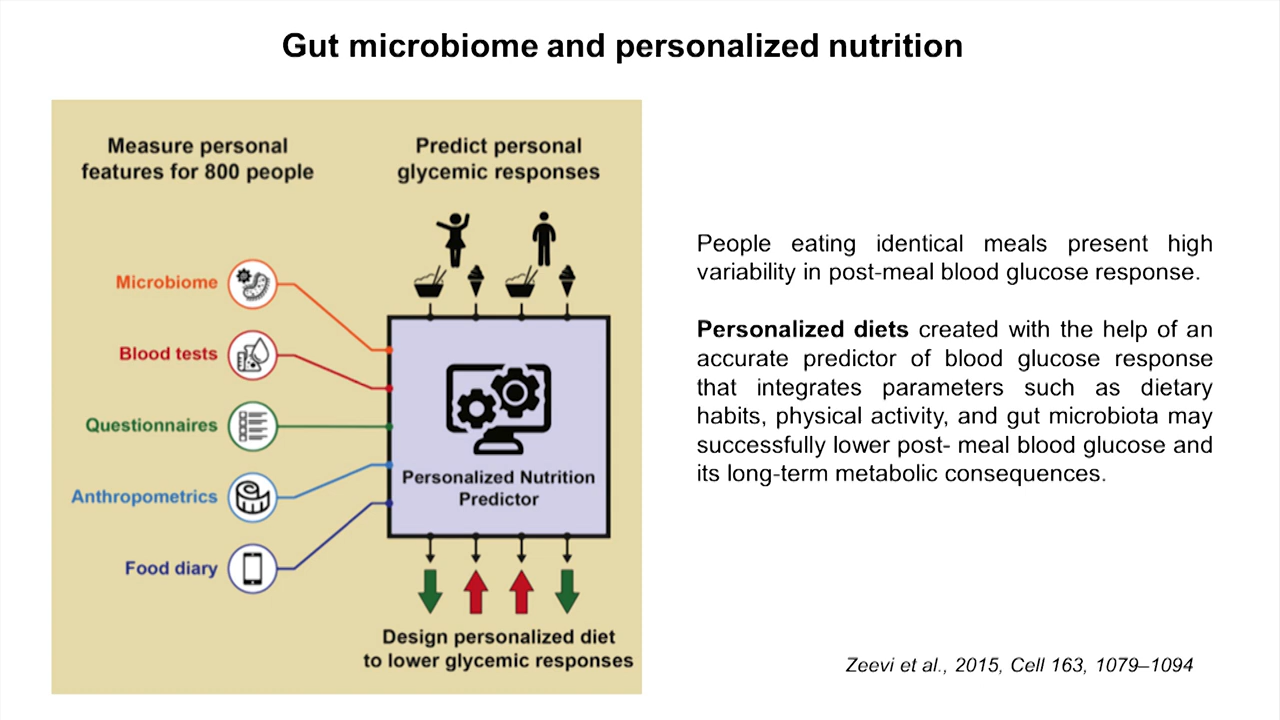 Gut microbiome and personalized nutrition
Measure personal
features for 800 people
Predict personal
glycemic responses
Microbiome
Blood tests
Questionnaires
Anthropometrics
Food diary
Personalized Nutrition
Predictor
Design personalized diet
to lower glycemic responses
People eating identical meals present high
variability in post-meal blood glucose response.
Personalized diets created with the help of an
accurate predictor of blood glucose response
that integrates parameters such as dietary
habits, physical activity, and gut microbiota may
successfully lower post- meal blood glucose and
its long-term metabolic consequences.
Zeevi et al., 2015, Cell 163, 1079–1094